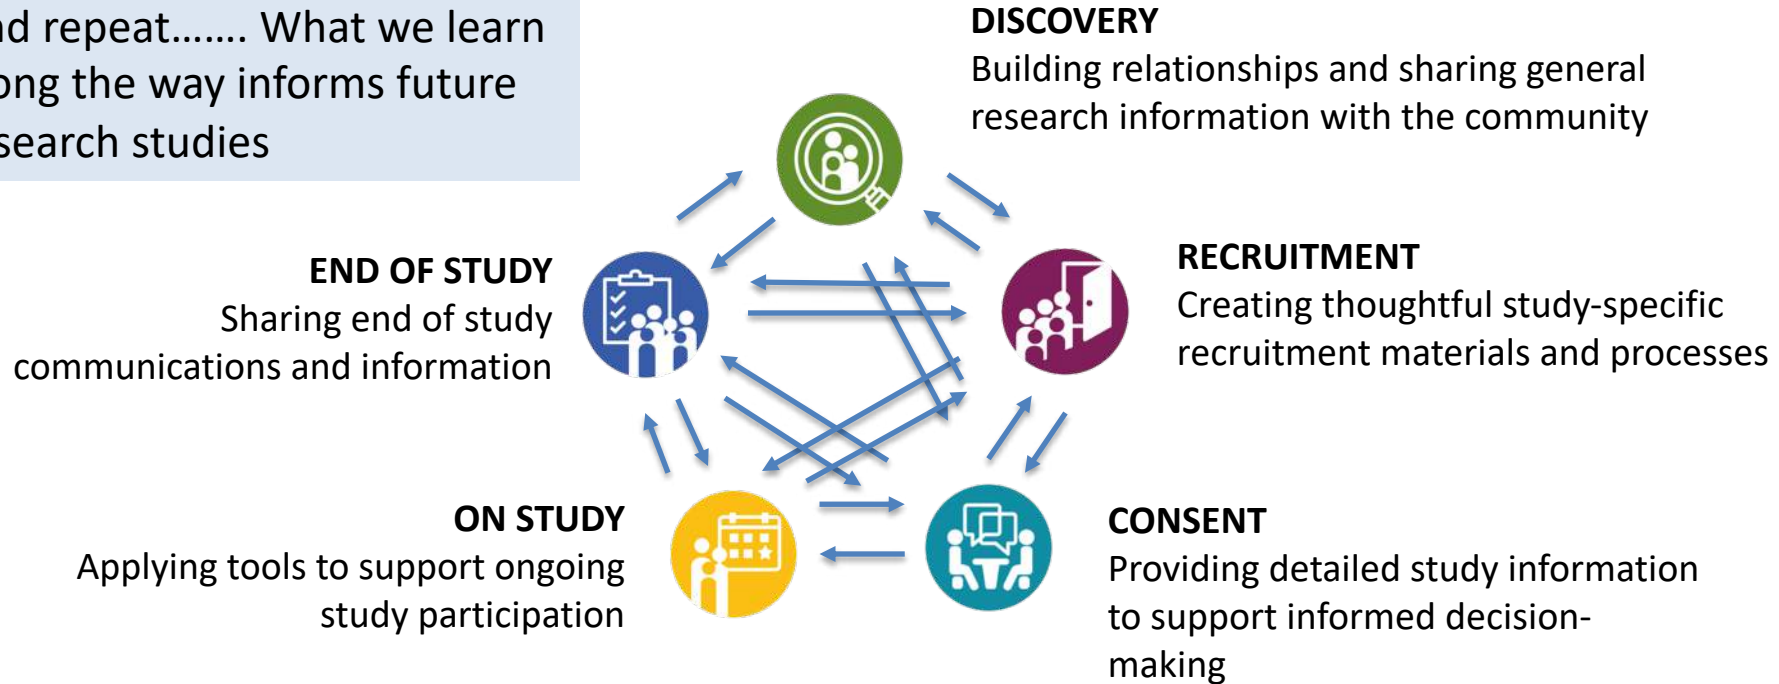 nd repeat……. What we learn
ong the way informs future
search studies
DISCOVERY
Building relationships and sharing general
research information with the community
END OF STUDY
Sharing end of study
communications and information
RECRUITMENT
Creating thoughtful study-specific
recruitment materials and processes
ON STUDY
Applying tools to support ongoing
study participation
CONSENT
Providing detailed study information
to support informed decision-
making